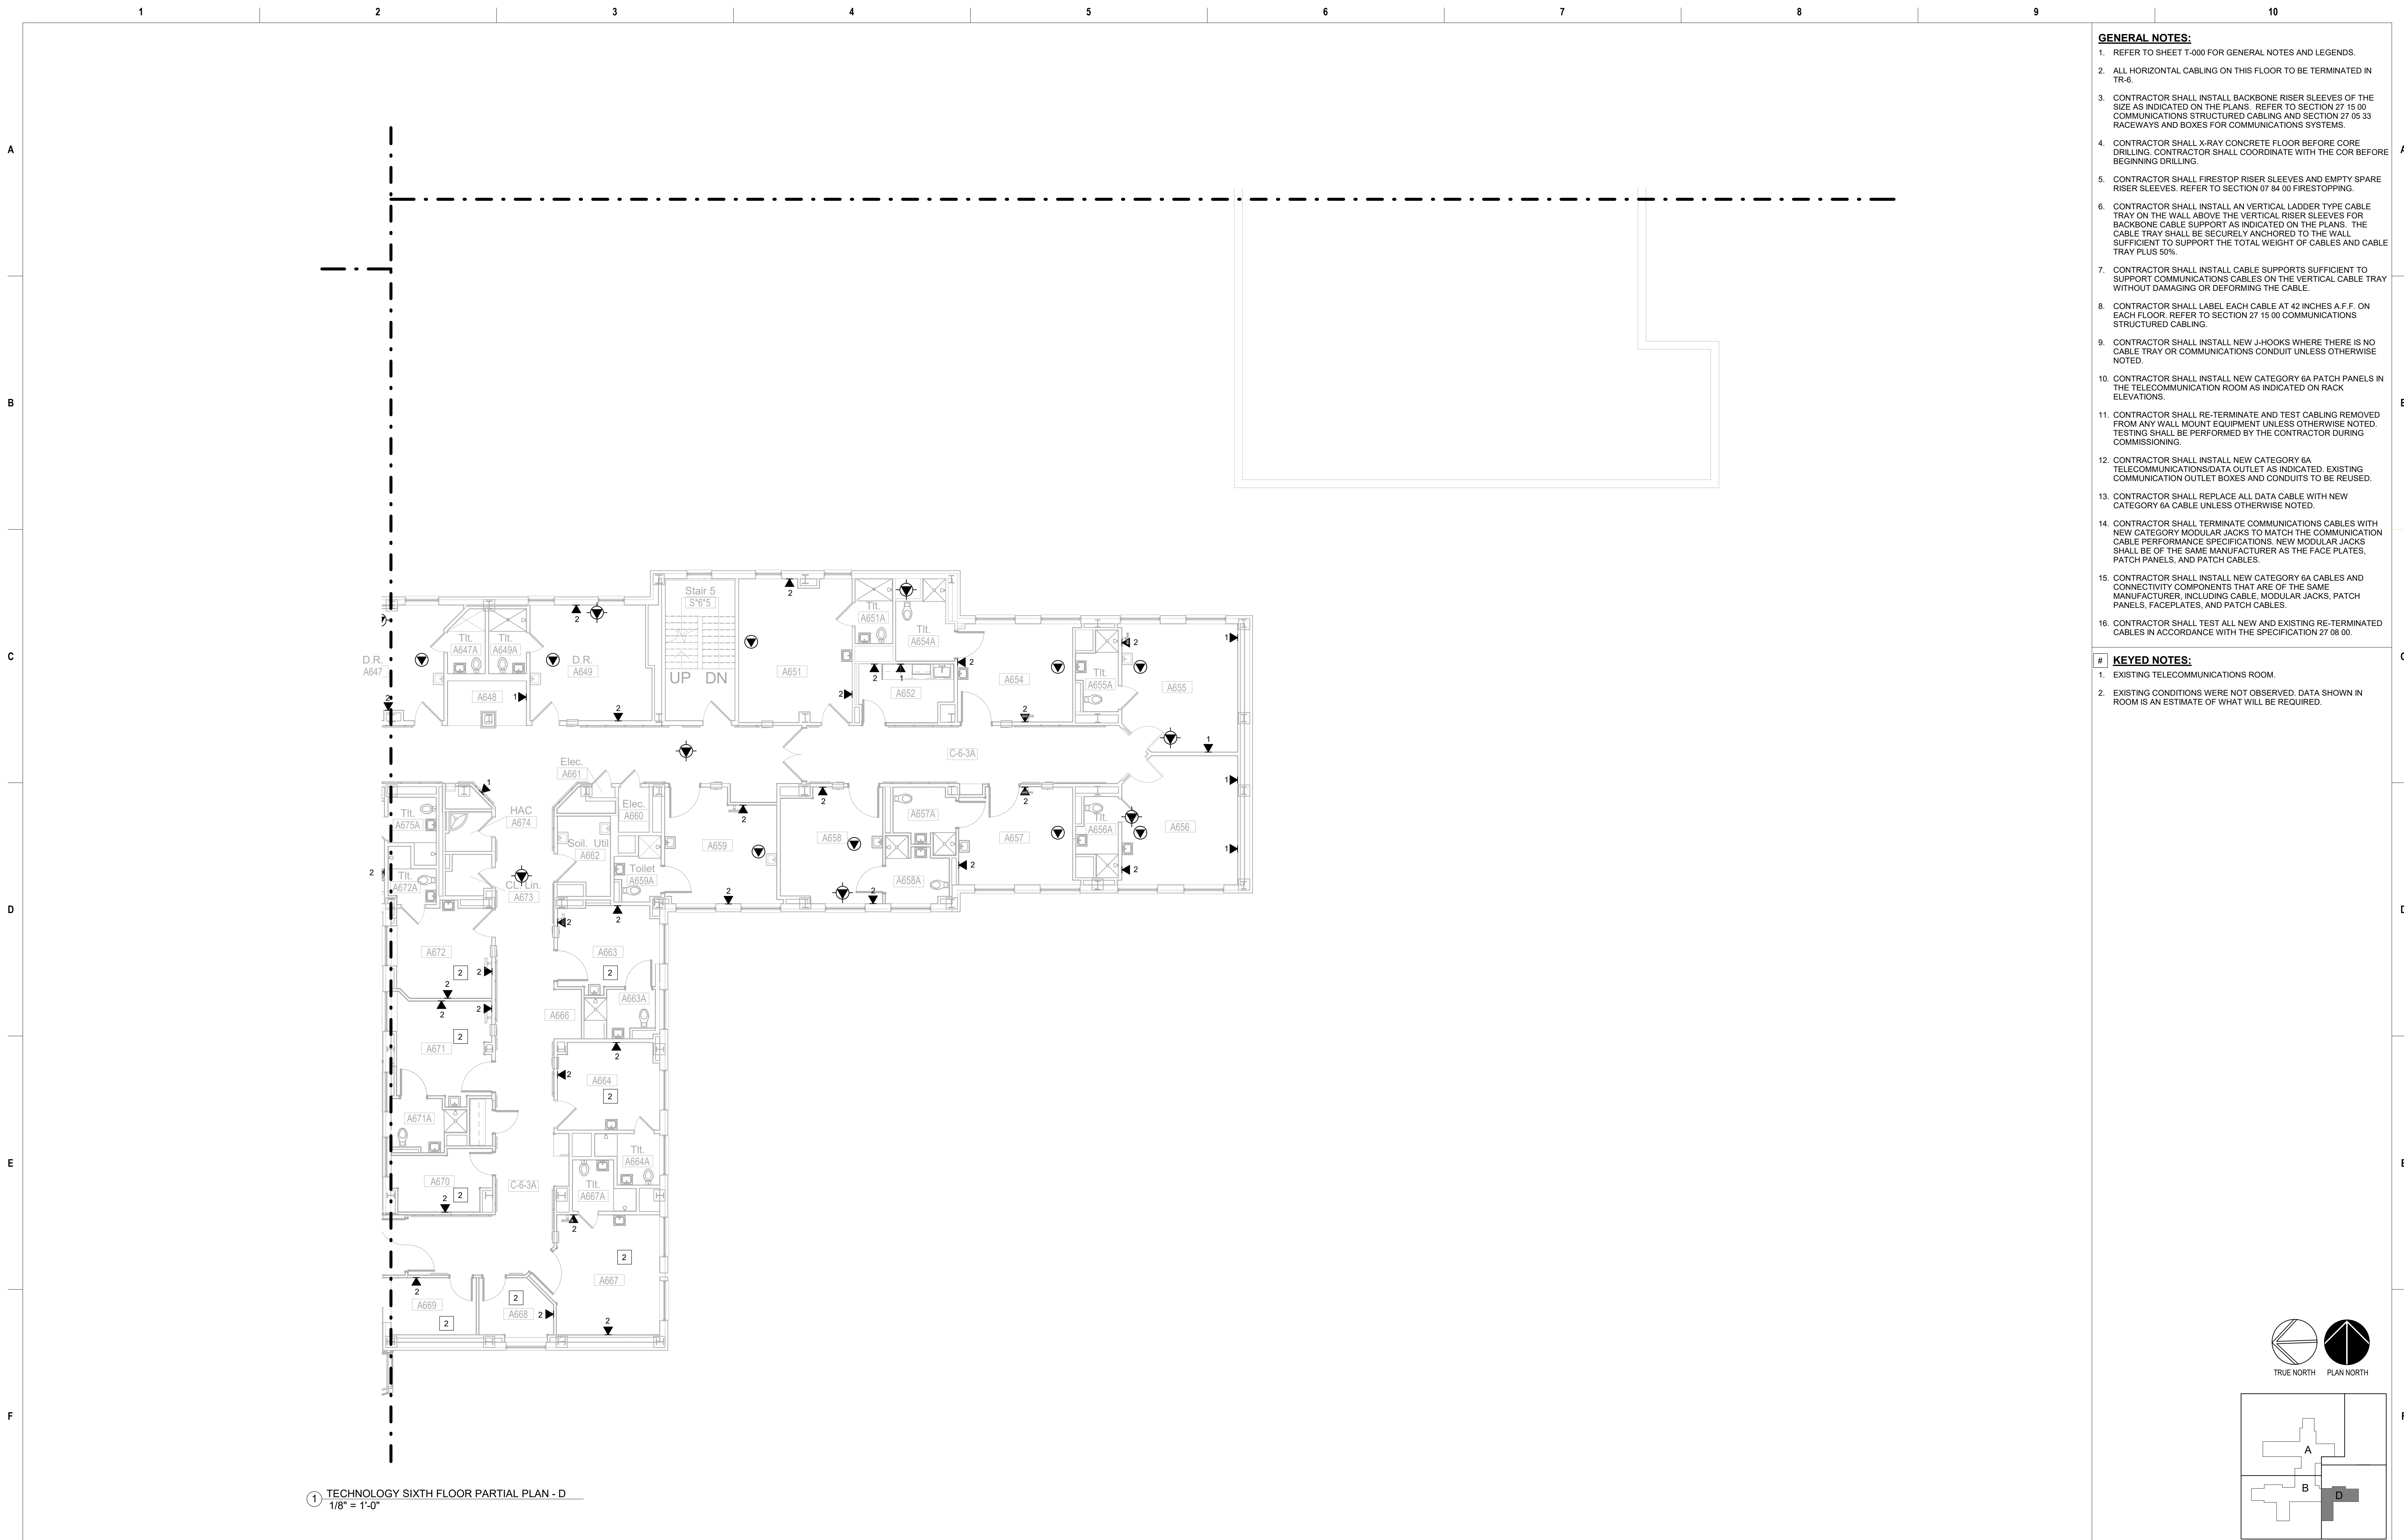 1 2 3 4 5 6 7 8 9 10
A
B
C
D
E
F
GENERAL NOTES:
1. REFER TO SHEET T-000 FOR GENERAL NOTES AND LEGENDS.
2. ALL HORIZONTAL CABLING ON THIS FLOOR TO BE TERMINATED IN
TR-6.
3. CONTRACTOR SHALL INSTALL BACKBONE RISER SLEEVES OF THE
SIZE AS INDICATED ON THE PLANS. REFER TO SECTION 27 15 00
COMMUNICATIONS STRUCTURED CABLING AND SECTION 27 05 33
RACEWAYS AND BOXES FOR COMMUNICATIONS SYSTEMS.
4. CONTRACTOR SHALL X-RAY CONCRETE FLOOR BEFORE CORE
DRILLING. CONTRACTOR SHALL COORDINATE WITH THE COR BEFORE
BEGINNING DRILLING.
5. CONTRACTOR SHALL FIRESTOP RISER SLEEVES AND EMPTY SPARE
RISER SLEEVES. REFER TO SECTION 07 84 00 FIRESTOPPING.
6. CONTRACTOR SHALL INSTALL AN VERTICAL LADDER TYPE CABLE
TRAY ON THE WALL ABOVE THE VERTICAL RISER SLEEVES FOR
BACKBONE CABLE SUPPORT AS INDICATED ON THE PLANS. THE
CABLE TRAY SHALL BE SECURELY ANCHORED TO THE WALL
SUFFICIENT TO SUPPORT THE TOTAL WEIGHT OF CABLES AND CABLE
TRAY PLUS 50%.
7. CONTRACTOR SHALL INSTALL CABLE SUPPORTS SUFFICIENT TO
SUPPORT COMMUNICATIONS CABLES ON THE VERTICAL CABLE TRAY
WITHOUT DAMAGING OR DEFORMING THE CABLE.
8. CONTRACTOR SHALL LABEL EACH CABLE AT 42 INCHES A.F.F. ON
EACH FLOOR. REFER TO SECTION 27 15 00 COMMUNICATIONS
STRUCTURED CABLING.
9. CONTRACTOR SHALL INSTALL NEW J-HOOKS WHERE THERE IS NO
CABLE TRAY OR COMMUNICATIONS CONDUIT UNLESS OTHERWISE
NOTED.
10. CONTRACTOR SHALL INSTALL NEW CATEGORY 6A PATCH PANELS IN
THE TELECOMMUNICATION ROOM AS INDICATED ON RACK
ELEVATIONS.
11. CONTRACTOR SHALL RE-TERMINATE AND TEST CABLING REMOVED
FROM ANY WALL MOUNT EQUIPMENT UNLESS OTHERWISE NOTED.
TESTING SHALL BE PERFORMED BY THE CONTRACTOR DURING
COMMISSIONING.
12. CONTRACTOR SHALL INSTALL NEW CATEGORY 6A
TELECOMMUNICATIONS/DATA OUTLET AS INDICATED. EXISTING
COMMUNICATION OUTLET BOXES AND CONDUITS TO BE REUSED.
13. CONTRACTOR SHALL REPLACE ALL DATA CABLE WITH NEW
CATEGORY 6A CABLE UNLESS OTHERWISE NOTED.
14. CONTRACTOR SHALL TERMINATE COMMUNICATIONS CABLES WITH
NEW CATEGORY MODULAR JACKS TO MATCH THE COMMUNICATION
CABLE PERFORMANCE SPECIFICATIONS. NEW MODULAR JACKS
SHALL BE OF THE SAME MANUFACTURER AS THE FACE PLATES,
PATCH PANELS, AND PATCH CABLES.
15. CONTRACTOR SHALL INSTALL NEW CATEGORY 6A CABLES AND
CONNECTIVITY COMPONENTS THAT ARE OF THE SAME
MANUFACTURER, INCLUDING CABLE, MODULAR JACKS, PATCH
PANELS, FACEPLATES, AND PATCH CABLES.
16. CONTRACTOR SHALL TEST ALL NEW AND EXISTING RE-TERMINATED
CABLES IN ACCORDANCE WITH THE SPECIFICATION 27 08 00.
# KEYED NOTES:
1. EXISTING TELECOMMUNICATIONS ROOM.
2. EXISTING CONDITIONS WERE NOT OBSERVED. DATA SHOWN IN
ROOM IS AN ESTIMATE OF WHAT WILL BE REQUIRED.
Stair 5
S*6*5
UP DN
D.R.
A647
Tlt.
A647A
Tlt.
A649A
D.R.
A649
A648
A651
Tlt.
A651A
Tlt.
A654A
A652
A654
Tlt.
A655A
A655
C-6-3A
Elec.
A661
Elec.
A660
HAC
A674
Tlt.
A675A
Tlt.
A672A
Soil. Util
A662
Toilet
A659A
CL. Lin.
A673
A659
A658
A657A
A658A
A657
Tlt.
A656A
A656
A672
2
A663
2
A663A
A666
A671
2
A664
2
A671A
Tlt.
A664A
A670
2
C-6-3A
Tlt.
A667A
2
A667
A669
2
2
A668
1 TECHNOLOGY SIXTH FLOOR PARTIAL PLAN - D
1/8" = 1'-0"
TRUE NORTH PLAN NORTH
A
B
D